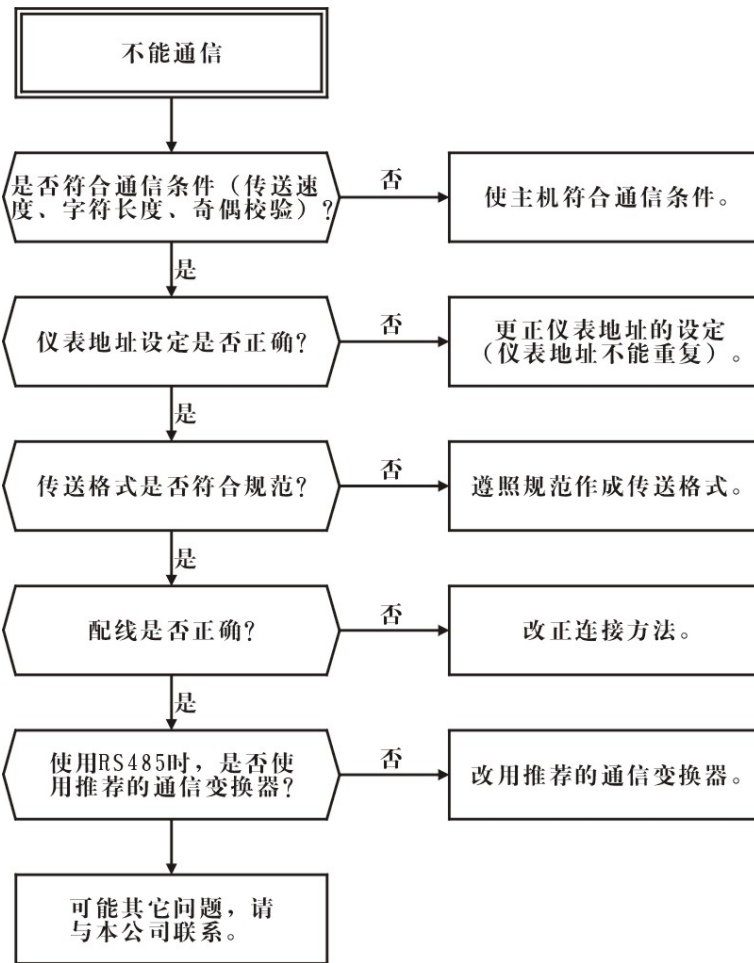 不能通信
是否符合通信条件（传送速
度、字符长度、奇偶校验）？
否
使主机符合通信条件。
是
仪表地址设定是否正确？
否
更正仪表地址的设定
（仪表地址不能重复）。
是
传送格式是否符合规范？
否
遵照规范作成传送格式。
是
配线是否正确？
否
改正连接方法。
是
使用RS485时，是否使
用推荐的通信变换器？
否
改用推荐的通信变换器。
可能其它问题，请
与本公司联系。